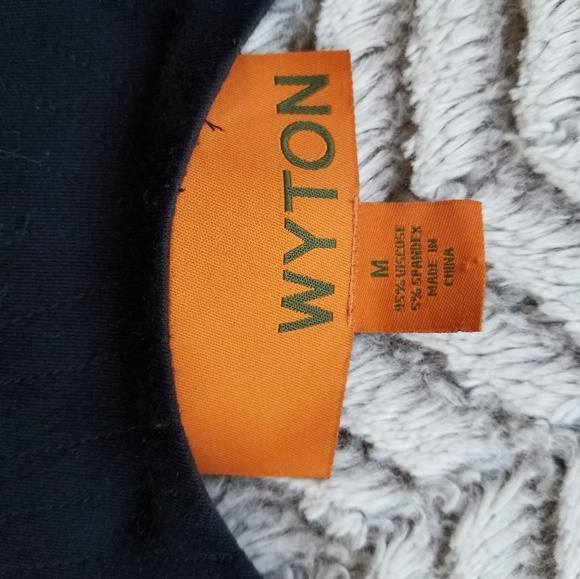 WYTON
M
95% VISCOSE
5% SPANDEX
MADE IN
CHINA